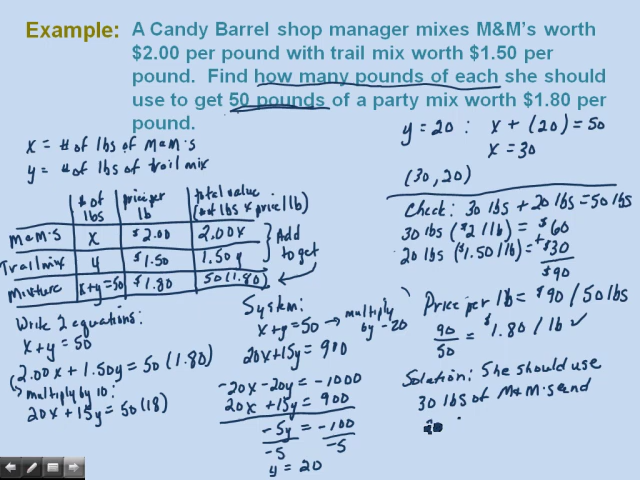 Example: A Candy Barrel shop manager mixes M&M's worth
$2.00 per pound with trail mix worth $1.50 per
pound. Find how many pounds of each she should
use to get 50 pounds of a party mix worth $1.80 per
pound.
x = # of lbs of M&M's
y = # of lbs of trail mix
# of lbs | price per lb | total value (# of lbs x price/lb)
M&M's | x | $2.00 | 2.00x
Trail mix | y | $1.50 | 1.50y
Mixture | x+y=50 | $1.80 | 50(1.80)
} Add to get
Write 2 equations:
x+y = 50
2.00x + 1.50y = 50(1.80)
multiply by 10:
20x + 15y = 50(18)
System:
x+y = 50 → multiply by -20
20x+15y = 900
-20x-20y = -1000
20x + 15y = 900
-5y = -100
-5 -5
y = 20
y = 20 : x + (20) = 50
x = 30
(30, 20)
Check: 30 lbs + 20 lbs = 50 lbs
30 lbs ($2/lb) = $60
20 lbs ($1.50/lb) = +$30
$90
Price per lb = $90 / 50 lbs
90/50 = $1.80 / lb ✓
Solution: She should use
30 lbs of M&M's and